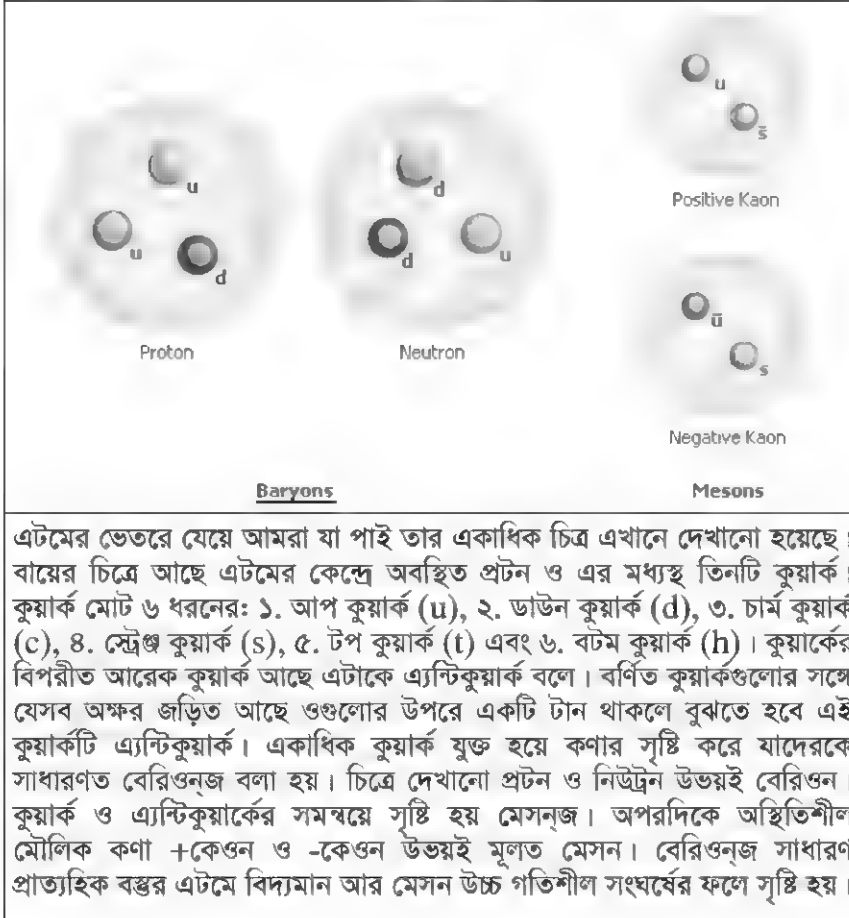 u
u
d
Proton
d
d
u
Neutron
u
s̄
Positive Kaon
ū
s
Negative Kaon
Baryons
Mesons
এটমের ভেতরে যেয়ে আমরা যা পাই তার একাধিক চিত্র এখানে দেখানো হয়েছে।
বায়ের চিত্রে আছে এটমের কেন্দ্রে অবস্থিত প্রটন ও এর মধ্যস্থ তিনটি কুয়ার্ক।
কুয়ার্ক মোট ৬ ধরনের: ১. আপ কুয়ার্ক (u), ২. ডাউন কুয়ার্ক (d), ৩. চার্ম কুয়ার্ক
(c), ৪. স্ট্রেঞ্জ কুয়ার্ক (s), ৫. টপ কুয়ার্ক (t) এবং ৬. বটম কুয়ার্ক (h)। কুয়ার্কের
বিপরীত আরেক কুয়ার্ক আছে এটাকে এ্যন্টিকুয়ার্ক বলে। বর্ণিত কুয়ার্কগুলোর সঙ্গে
যেসব অক্ষর জড়িত আছে ওগুলোর উপরে একটি টান থাকলে বুঝতে হবে এই
কুয়ার্কটি এ্যন্টিকুয়ার্ক। একাধিক কুয়ার্ক যুক্ত হয়ে কণার সৃষ্টি করে যাদেরকে
সাধারণত বেরিওন্‌জ বলা হয়। চিত্রে দেখানো প্রটন ও নিউট্রন উভয়ই বেরিওন।
কুয়ার্ক ও এ্যন্টিকুয়ার্কের সমন্বয়ে সৃষ্টি হয় মেসন্‌জ। অপরদিকে অস্থিতিশীল
মৌলিক কণা +কেওন ও -কেওন উভয়ই মূলত মেসন। বেরিওন্‌জ সাধারণ
প্রাত্যহিক বস্তুর এটমে বিদ্যমান আর মেসন উচ্চ গতিশীল সংঘর্ষের ফলে সৃষ্টি হয়।